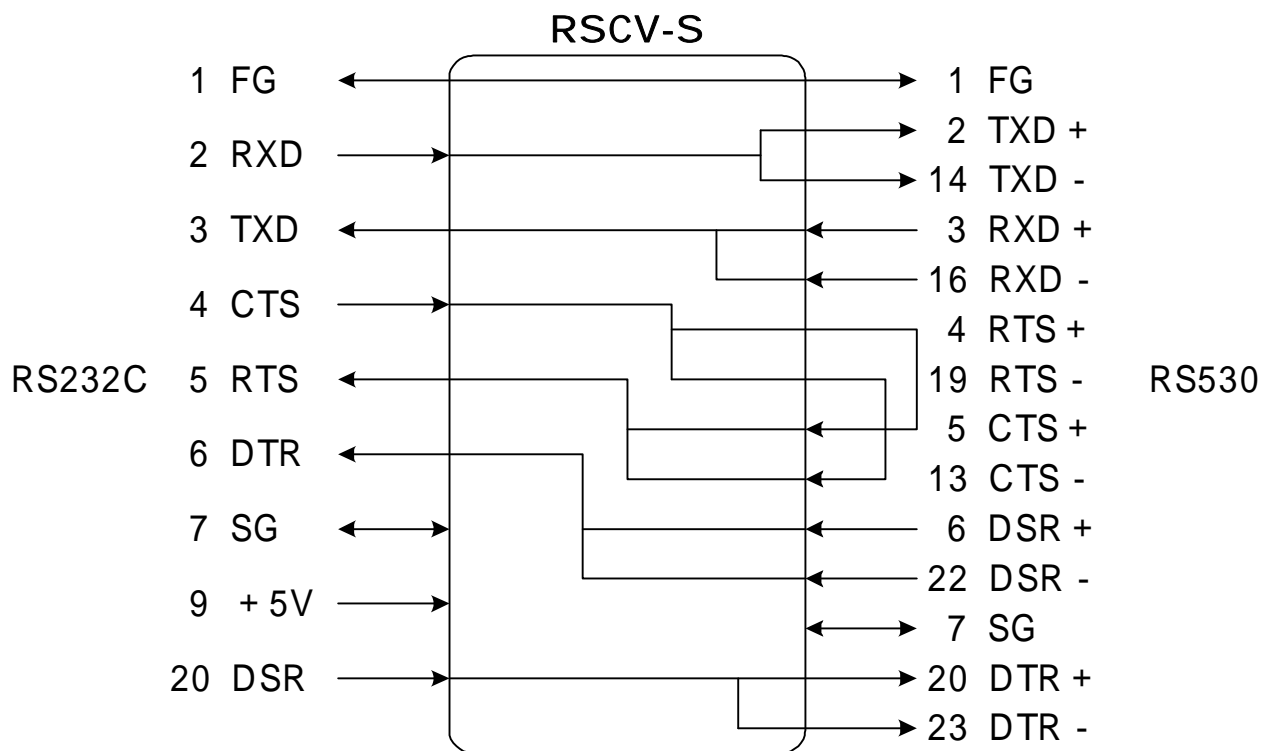 RSCV-S
1 FG 1 FG
2 TXD +
2 RXD
14 TXD -
3 TXD 3 RXD +
16 RXD -
4 CTS
4 RTS +
RS232C 5 RTS 19 RTS - RS530
5 CTS +
6 DTR
13 CTS -
7 SG 6 DSR +
22 DSR -
9 + 5V
7 SG
20 DSR 20 DTR +
23 DTR -